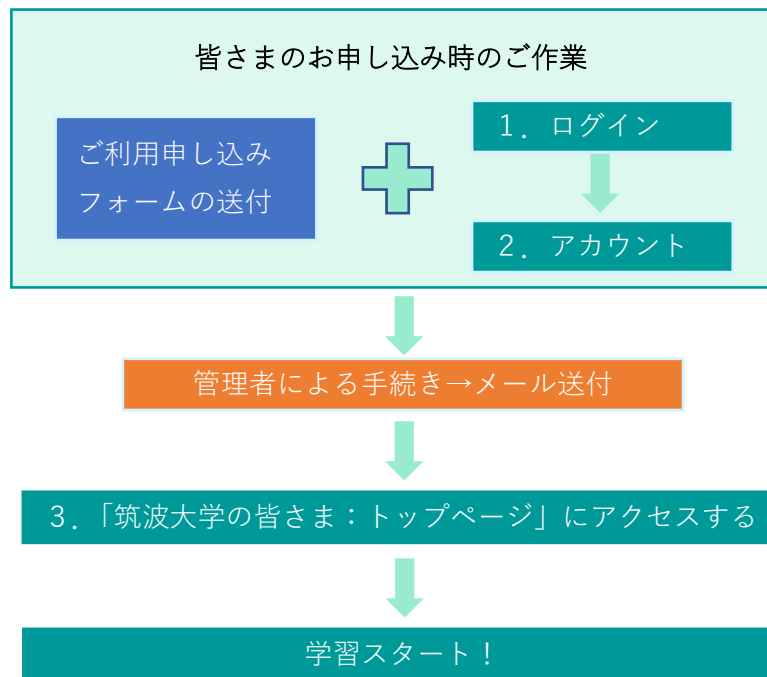 皆さまのお申し込み時のご作業
ご利用申し込み
フォームの送付
1．ログイン
2．アカウント
管理者による手続き→メール送付
3．「筑波大学の皆さま：トップページ」にアクセスする
学習スタート！